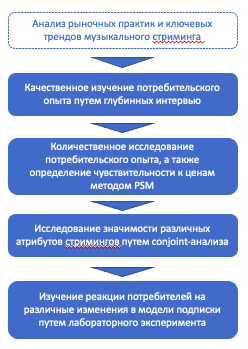 Анализ рыночных практик и ключевых
трендов музыкального стриминга
Качественное изучение потребительского
опыта путем глубинных интервью
Количественное исследование
потребительского опыта, а также
определение чувствительности к ценам
методом PSM
Исследование значимости различных
атрибутов стримингов путем conjoint-анализа
Изучение реакции потребителей на
различные изменения в модели подписки
путем лабораторного эксперимента